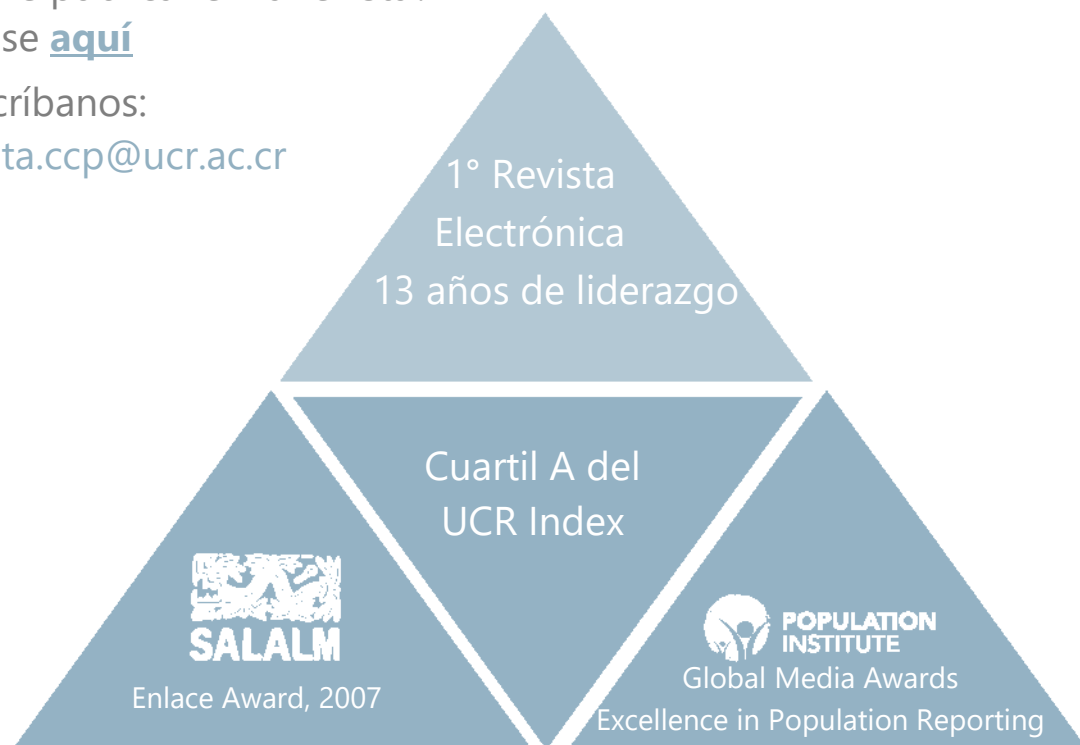 se aquí
críbanos:
ta.ccp@ucr.ac.cr
1° Revista
Electrónica
13 años de liderazgo
Cuartil A del
UCR Index
SALALM
Enlace Award, 2007
POPULATION
INSTITUTE
Global Media Awards
Excellence in Population Reporting